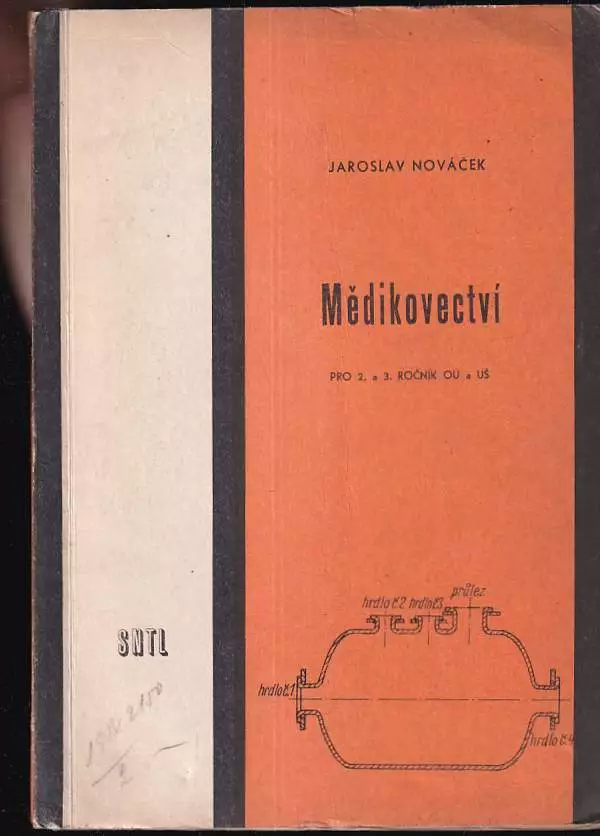 JAROSLAV NOVÁČEK
Mědikovectví
PRO 2. a 3. ROČNÍK OU a UŠ
průlez
hrdlo č.2
hrdlo č.3
hrdlo č.1
hrdlo č.4
SNTL